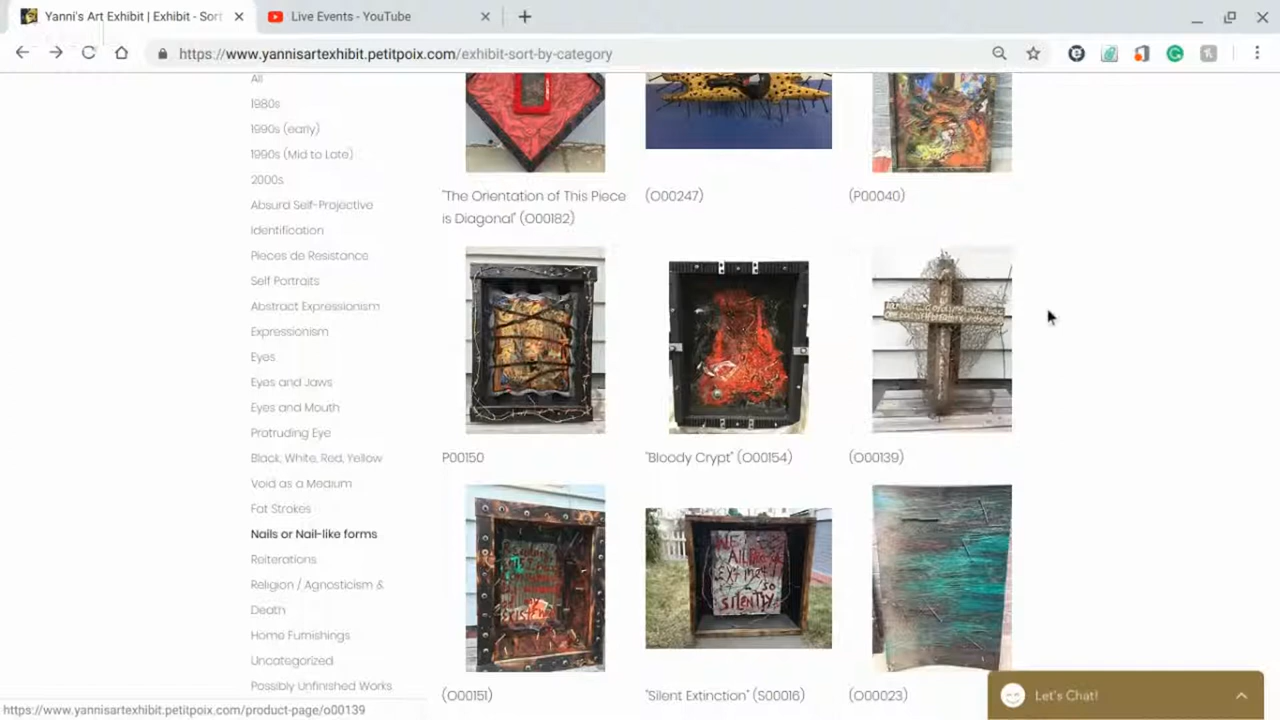 Yanni's Art Exhibit | Exhibit - Sort
Live Events - YouTube
https://www.yannisartexhibit.petitpoix.com/exhibit-sort-by-category
All
1980s
1990s (early)
1990s (Mid to Late)
2000s
Absurd Self-Projective
Identification
Pieces de Resistance
Self Portraits
Abstract Expressionism
Expressionism
Eyes
Eyes and Jaws
Eyes and Mouth
Protruding Eye
Black, White, Red, Yellow
Void as a Medium
Fat Strokes
Nails or Nail-like forms
Reiterations
Religion / Agnosticism &
Death
Home Furnishings
Uncategorized
Possibly Unfinished Works
"The Orientation of This Piece
is Diagonal" (O00182)
(O00247)
(P00040)
P00150
"Bloody Crypt" (O00154)
(O00139)
WE
ALL
SO
SILENTLY
(O00151)
"Silent Extinction" (S00016)
(O00023)
Let's Chat!
https://www.yannisartexhibit.petitpoix.com/product-page/o00139